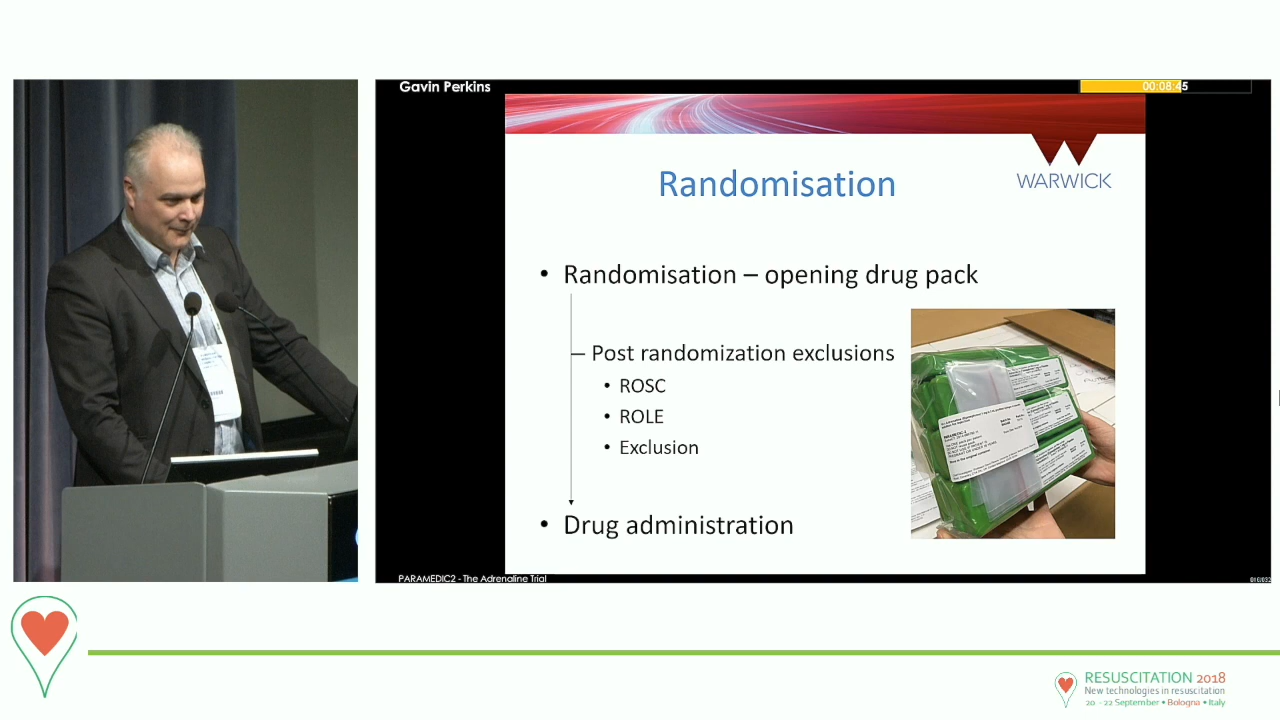 Gavin Perkins
00:08:45
WARWICK
Randomisation
• Randomisation – opening drug pack
– Post randomization exclusions
• ROSC
• ROLE
• Exclusion
• Drug administration
PARAMEDIC2 - The Adrenaline Trial
RESUSCITATION 2018
New technologies in resuscitation
20 - 22 September • Bologna • Italy